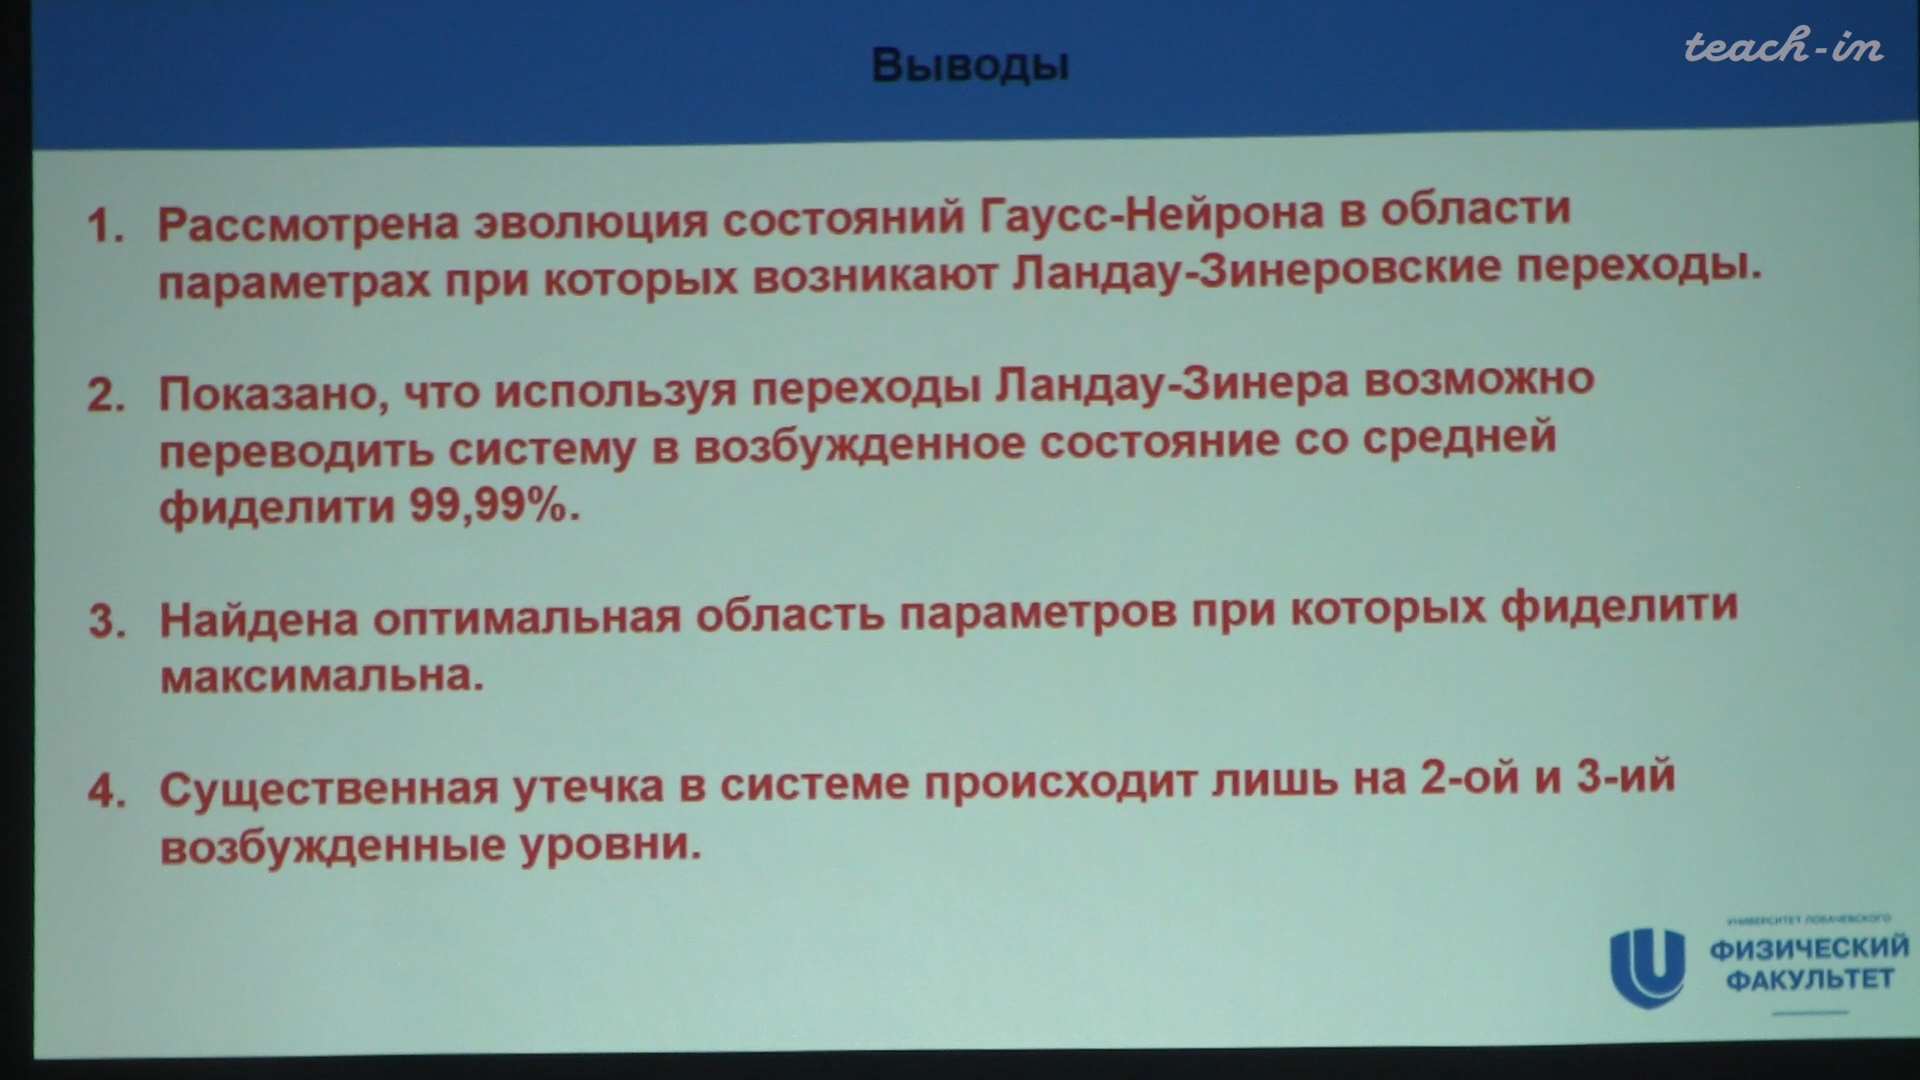 teach-in
Выводы
1. Рассмотрена эволюция состояний Гаусс-Нейрона в области
параметрах при которых возникают Ландау-Зинеровские переходы.
2. Показано, что используя переходы Ландау-Зинера возможно
переводить систему в возбужденное состояние со средней
фиделити 99,99%.
3. Найдена оптимальная область параметров при которых фиделити
максимальна.
4. Существенная утечка в системе происходит лишь на 2-ой и 3-ий
возбужденные уровни.
УНИВЕРСИТЕТ ЛОБАЧЕВСКОГО
ФИЗИЧЕСКИЙ
ФАКУЛЬТЕТ